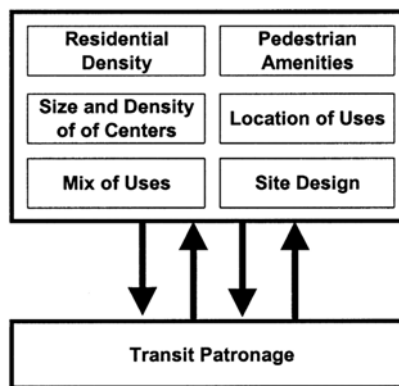 Residential
Density
Pedestrian
Amenities
Size and Density
of of Centers
Location of Uses
Mix of Uses
Site Design
Transit Patronage